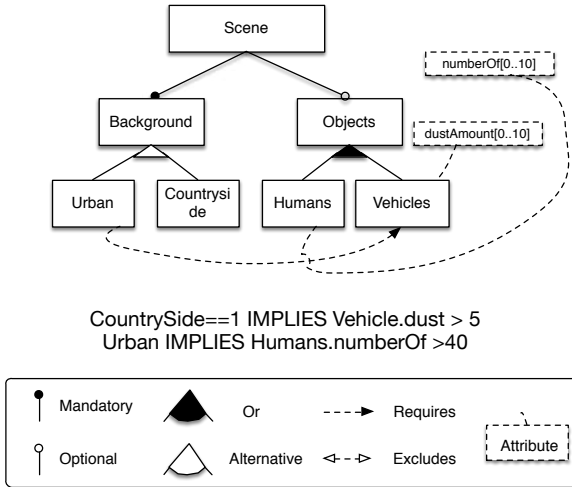 Scene
numberOf[0..10]
Background
Objects
dustAmount[0..10]
Urban
Countrysi
de
Humans
Vehicles
CountrySide==1 IMPLIES Vehicle.dust > 5
Urban IMPLIES Humans.numberOf >40
Mandatory
Or
Requires
Optional
Alternative
Excludes
Attribute